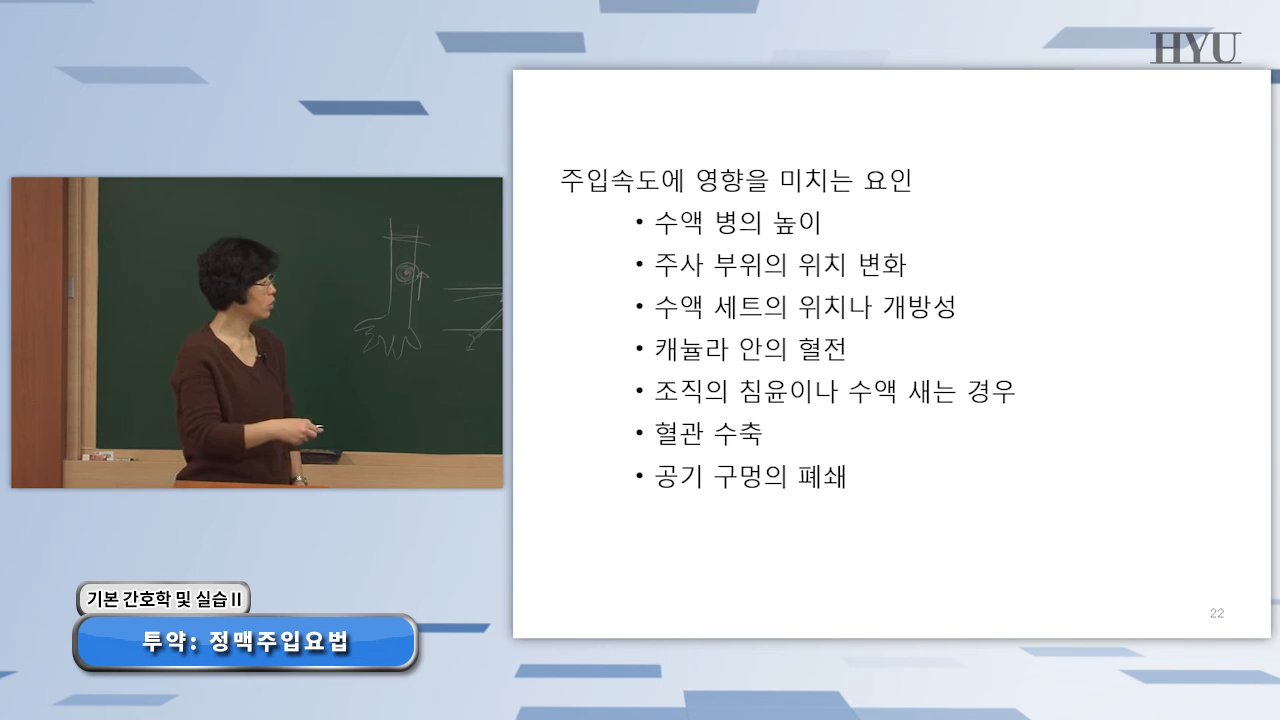 HYU
주입속도에 영향을 미치는 요인
• 수액 병의 높이
• 주사 부위의 위치 변화
• 수액 세트의 위치나 개방성
• 캐뉼라 안의 혈전
• 조직의 침윤이나 수액 새는 경우
• 혈관 수축
• 공기 구멍의 폐쇄
22
기본 간호학 및 실습 II
투약: 정맥주입요법